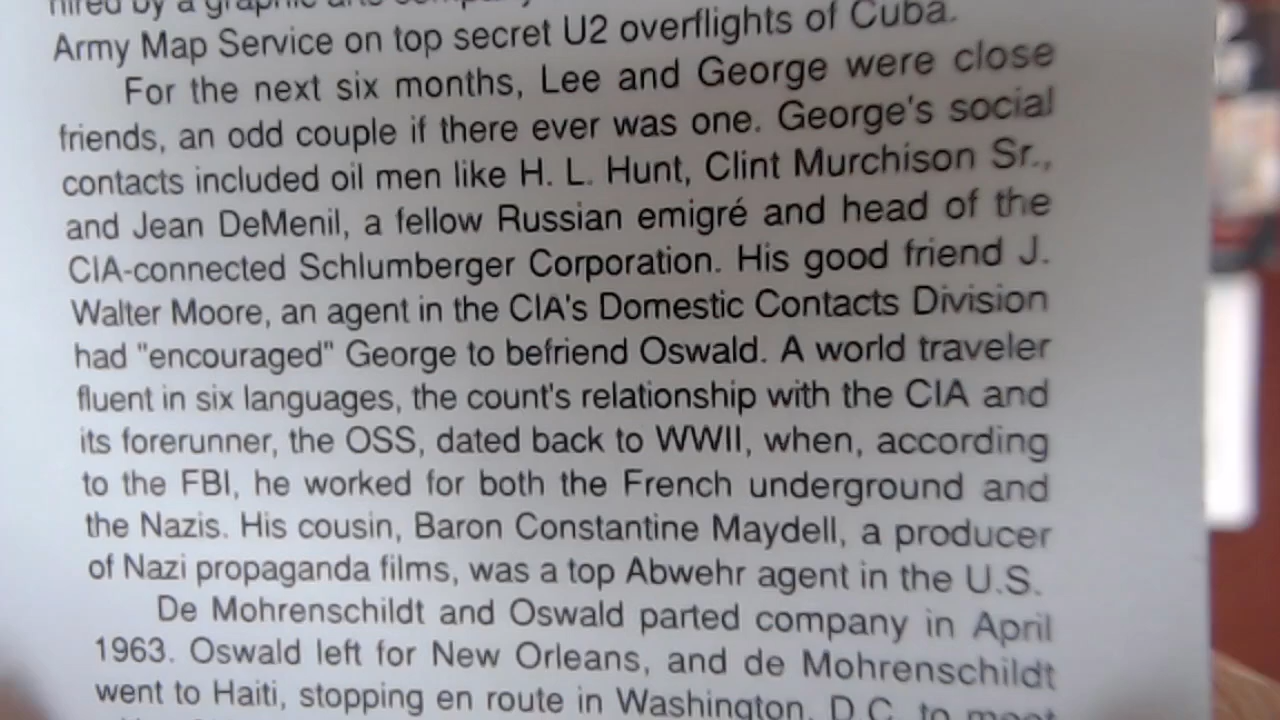 hired by a graphic arts company
Army Map Service on top secret U2 overflights of Cuba.
For the next six months, Lee and George were close
friends, an odd couple if there ever was one. George's social
contacts included oil men like H. L. Hunt, Clint Murchison Sr.,
and Jean DeMenil, a fellow Russian emigré and head of the
CIA-connected Schlumberger Corporation. His good friend J.
Walter Moore, an agent in the CIA's Domestic Contacts Division
had "encouraged" George to befriend Oswald. A world traveler
fluent in six languages, the count's relationship with the CIA and
its forerunner, the OSS, dated back to WWII, when, according
to the FBI, he worked for both the French underground and
the Nazis. His cousin, Baron Constantine Maydell, a producer
of Nazi propaganda films, was a top Abwehr agent in the U.S.
De Mohrenschildt and Oswald parted company in April
1963. Oswald left for New Orleans, and de Mohrenschildt
went to Haiti, stopping en route in Washington, D.C. to meet